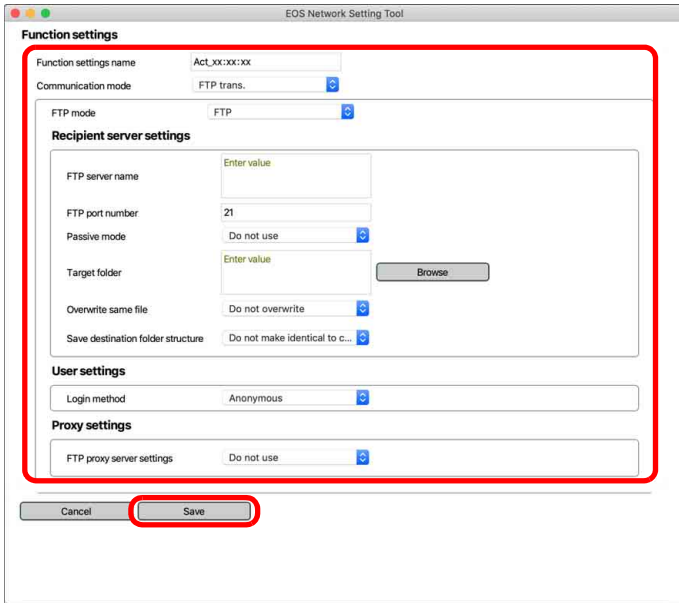 EOS Network Setting Tool
Function settings
Function settings name Act_xx:xx:xx
Communication mode FTP trans.
FTP mode FTP
Recipient server settings
FTP server name Enter value
FTP port number 21
Passive mode Do not use
Target folder Enter value Browse
Overwrite same file Do not overwrite
Save destination folder structure Do not make identical to c...
User settings
Login method Anonymous
Proxy settings
FTP proxy server settings Do not use
Cancel Save